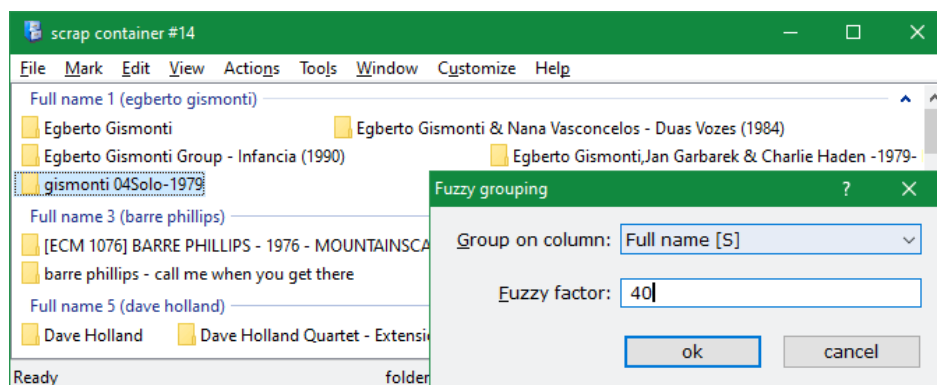 scrap container #14
File Mark Edit View Actions Tools Window Customize Help
Full name 1 (egberto gismonti)
Egberto Gismonti Egberto Gismonti & Nana Vasconcelos - Duas Vozes (1984)
Egberto Gismonti Group - Infancia (1990) Egberto Gismonti,Jan Garbarek & Charlie Haden -1979-
gismonti 04Solo-1979
Full name 3 (barre phillips)
[ECM 1076] BARRE PHILLIPS - 1976 - MOUNTAINSCA
barre phillips - call me when you get there
Full name 5 (dave holland)
Dave Holland Dave Holland Quartet - Extensi
Ready folder
Fuzzy grouping ?
Group on column: Full name [S]
Fuzzy factor: 40
ok cancel